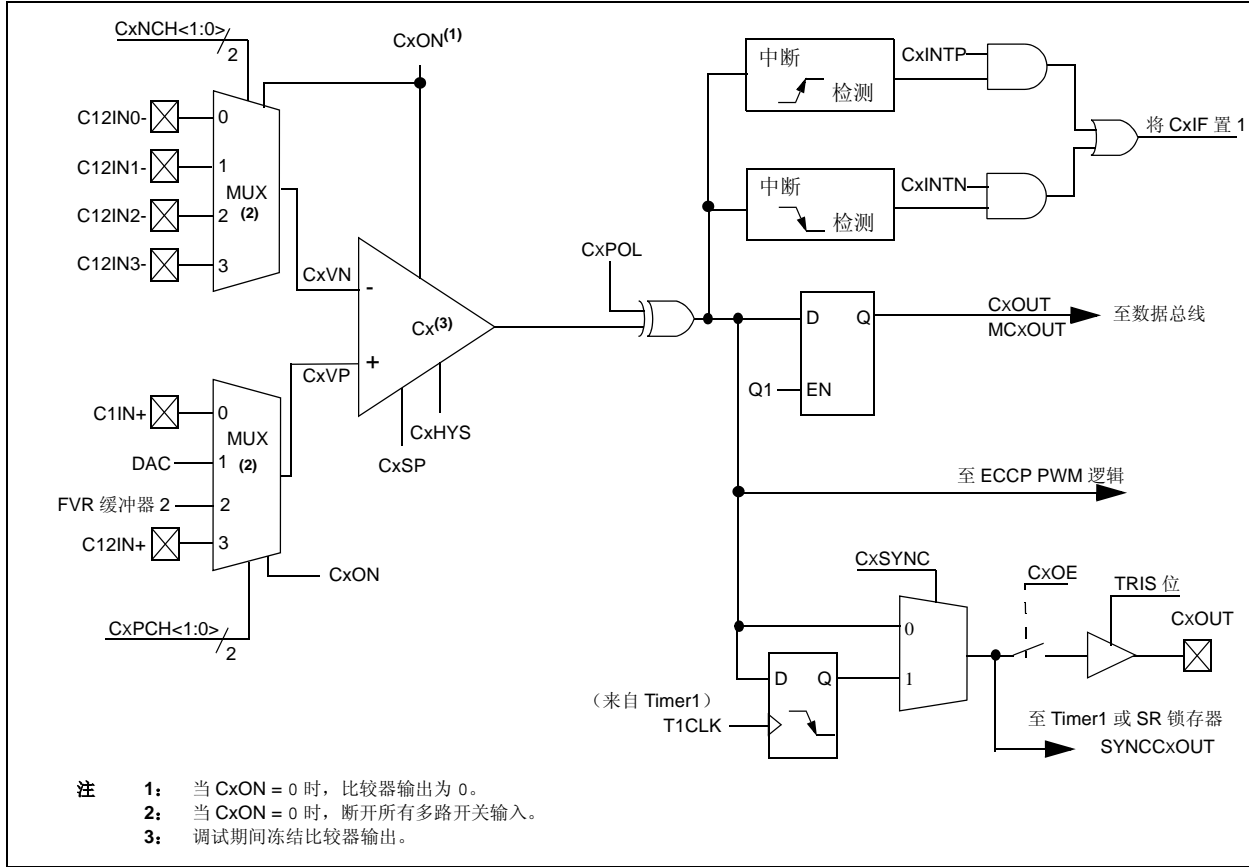 CxNCH<1:0>
2
CxON(1)
C12IN0-
C12IN1-
C12IN2-
C12IN3-
0
1
2
3
MUX
(2)
CxVN
-
Cx(3)
+
CxVP
CxHYS
CxSP
C1IN+
DAC
FVR 缓冲器 2
C12IN+
0
1
2
3
MUX
(2)
CxON
CxPCH<1:0>
2
CxPOL
中断
检测
CxINTP
中断
检测
CxINTN
将 CxIF 置 1
D Q
EN
Q1
CxOUT
MCxOUT
至数据总线
至 ECCP PWM 逻辑
CxSYNC
0
1
D Q
（来自 Timer1）
T1CLK
CxOE
TRIS 位
CxOUT
至 Timer1 或 SR 锁存器
SYNCCxOUT
注 1： 当 CxON = 0 时，比较器输出为 0。
2： 当 CxON = 0 时，断开所有多路开关输入。
3： 调试期间冻结比较器输出。